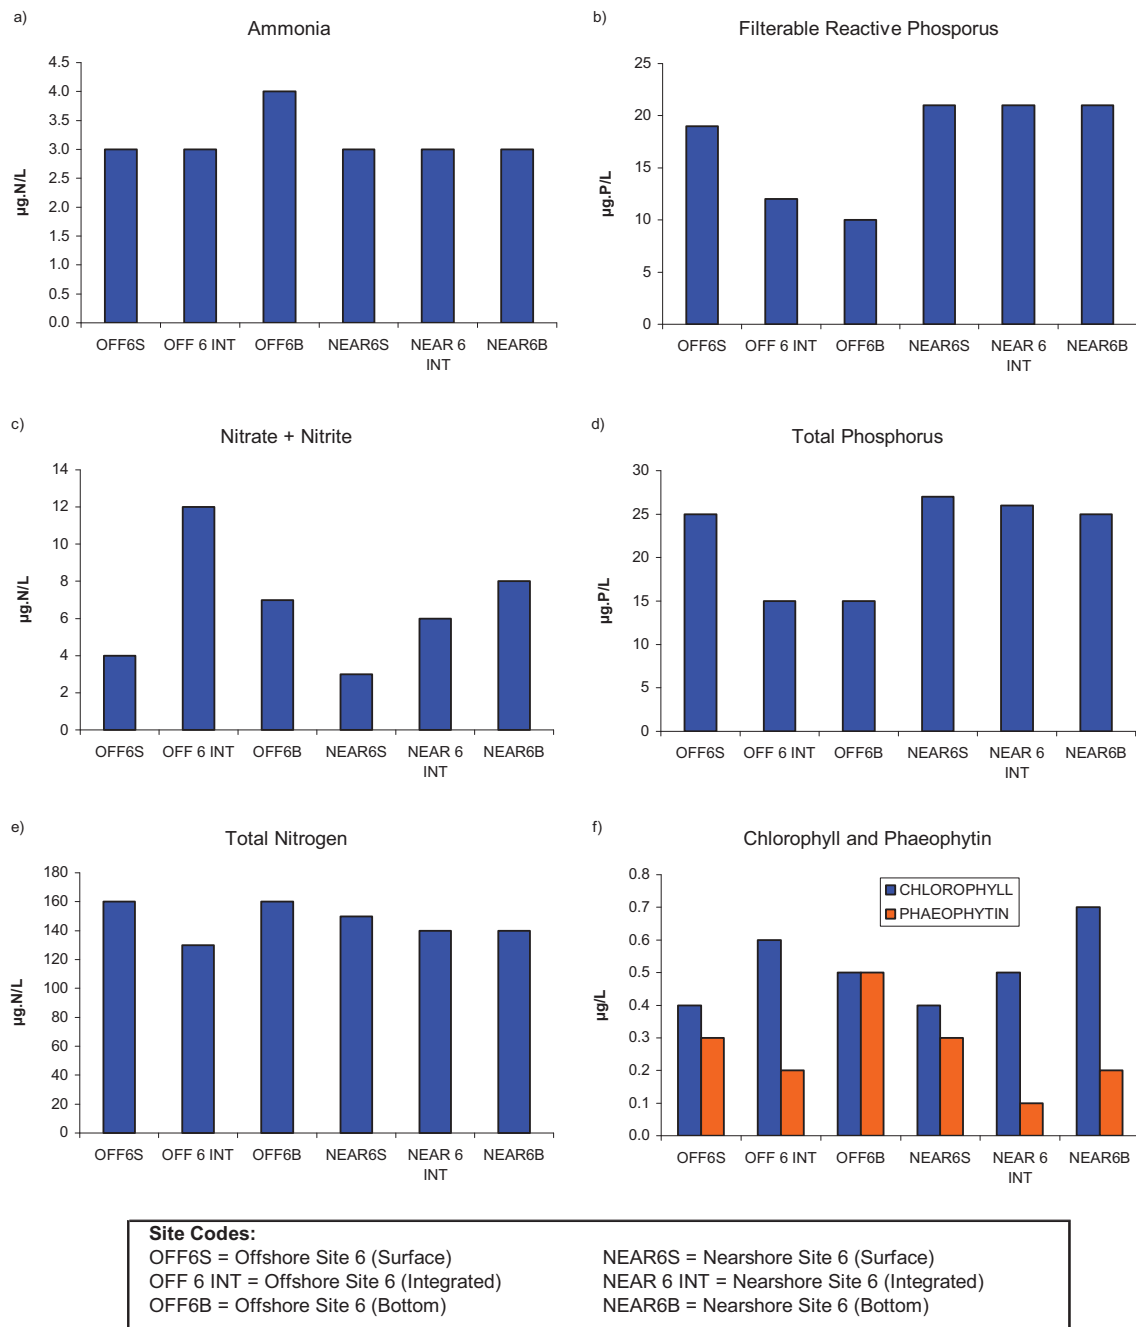 a)
Ammonia
4.5
4.0
3.5
3.0
2.5
2.0
1.5
1.0
0.5
0.0
µg.N/L
OFF6S OFF 6 INT OFF6B NEAR6S NEAR 6 NEAR6B
INT
b)
Filterable Reactive Phosporus
25
20
15
10
5
0
µg.P/L
OFF6S OFF 6 INT OFF6B NEAR6S NEAR 6 NEAR6B
INT
c)
Nitrate + Nitrite
14
12
10
8
6
4
2
0
µg.N/L
OFF6S OFF 6 INT OFF6B NEAR6S NEAR 6 NEAR6B
INT
d)
Total Phosphorus
30
25
20
15
10
5
0
µg.P/L
OFF6S OFF 6 INT OFF6B NEAR6S NEAR 6 NEAR6B
INT
e)
Total Nitrogen
180
160
140
120
100
80
60
40
20
0
µg.N/L
OFF6S OFF 6 INT OFF6B NEAR6S NEAR 6 NEAR6B
INT
f)
Chlorophyll and Phaeophytin
0.8
0.7
0.6
0.5
0.4
0.3
0.2
0.1
0.0
µg/L
CHLOROPHYLL
PHAEOPHYTIN
OFF6S OFF 6 INT OFF6B NEAR6S NEAR 6 NEAR6B
INT
Site Codes:
OFF6S = Offshore Site 6 (Surface) NEAR6S = Nearshore Site 6 (Surface)
OFF 6 INT = Offshore Site 6 (Integrated) NEAR 6 INT = Nearshore Site 6 (Integrated)
OFF6B = Offshore Site 6 (Bottom) NEAR6B = Nearshore Site 6 (Bottom)